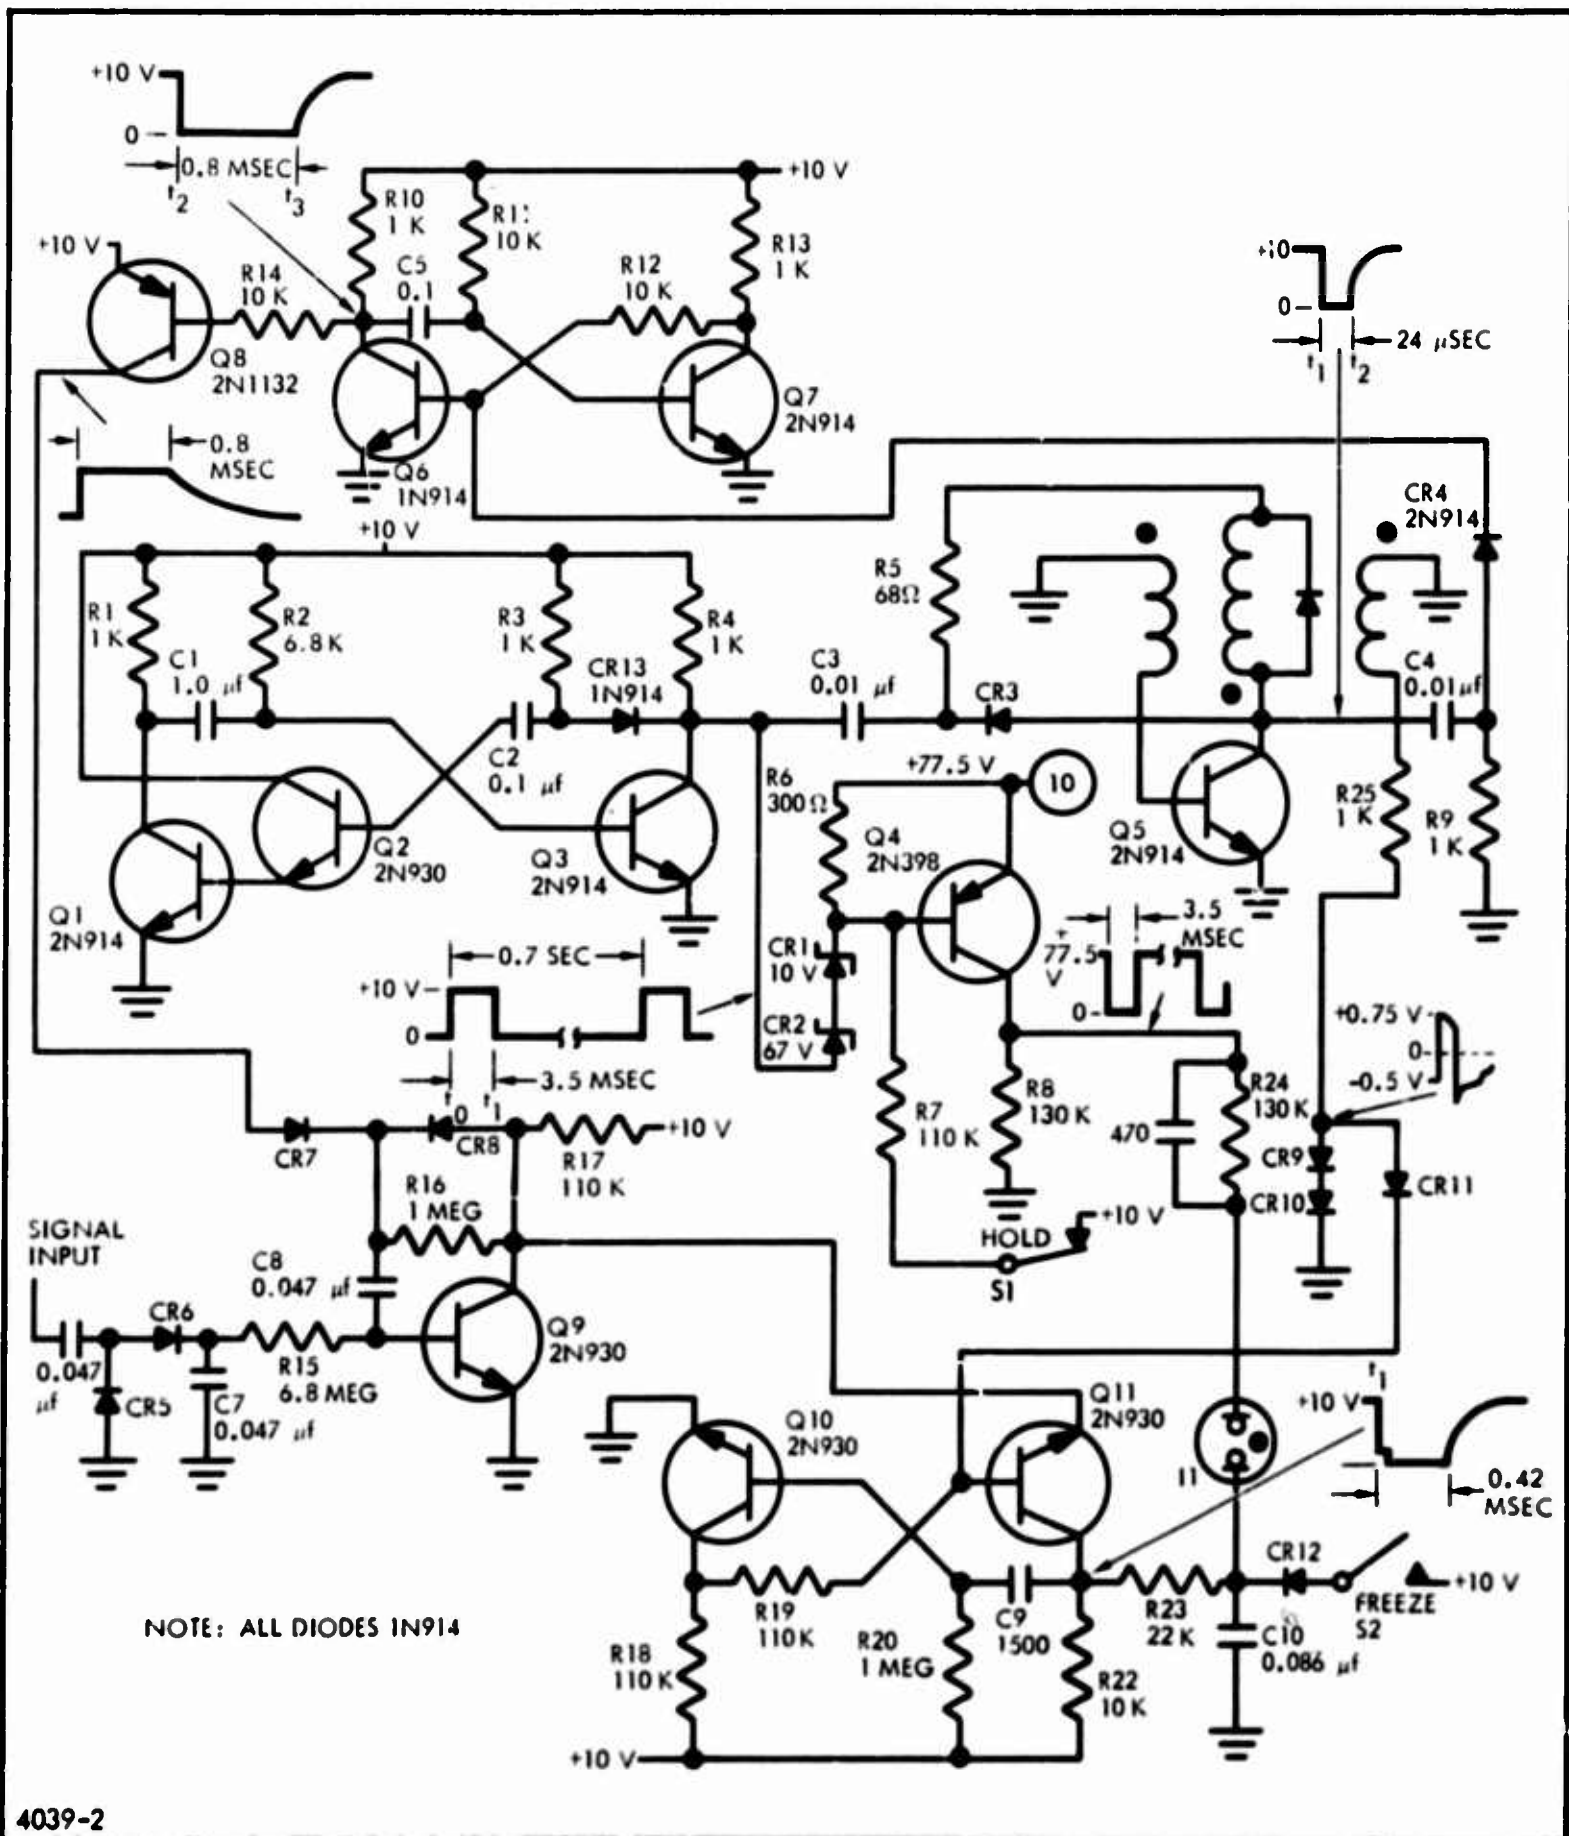 +10 V
0
0.8 MSEC
t2 t3
+10 V
R14
10 K
Q8
2N1132
0.8
MSEC
R10
1 K
C5
0.1
R1:
10 K
R12
10 K
+10 V
R13
1 K
Q6
1N914
Q7
2N914
+10
0
24 µSEC
t1 t2
CR4
2N914
+10 V
R1
1 K
C1
1.0 µf
R2
6.8 K
R3
1 K
CR13
1N914
R4
1 K
C2
0.1 µf
Q1
2N914
Q2
2N930
Q3
2N914
C3
0.01 µf
R5
68Ω
CR3
C4
0.01 µf
R6
300Ω
+77.5 V
10
Q4
2N398
Q5
2N914
R25
1 K
R9
1 K
CR1
10 V
CR2
67 V
+10 V
0
0.7 SEC
3.5 MSEC
t0 t1
+
77.5
V
0
3.5
MSEC
R7
110 K
R8
130 K
470
R24
130 K
+0.75 V
0
-0.5 V
CR9
CR10
CR11
HOLD
S1
+10 V
CR7
CR8
R17
110 K
+10 V
R16
1 MEG
SIGNAL
INPUT
0.047
µf
CR5
CR6
C7
0.047 µf
R15
6.8 MEG
C8
0.047 µf
Q9
2N930
Q10
2N930
Q11
2N930
I1
t1
+10 V
0.42
MSEC
R18
110 K
R19
110K
R20
1 MEG
C9
1500
R22
10 K
R23
22 K
C10
0.086 µf
CR12
FREEZE
S2
+10 V
+10 V
NOTE: ALL DIODES 1N914
4039-2